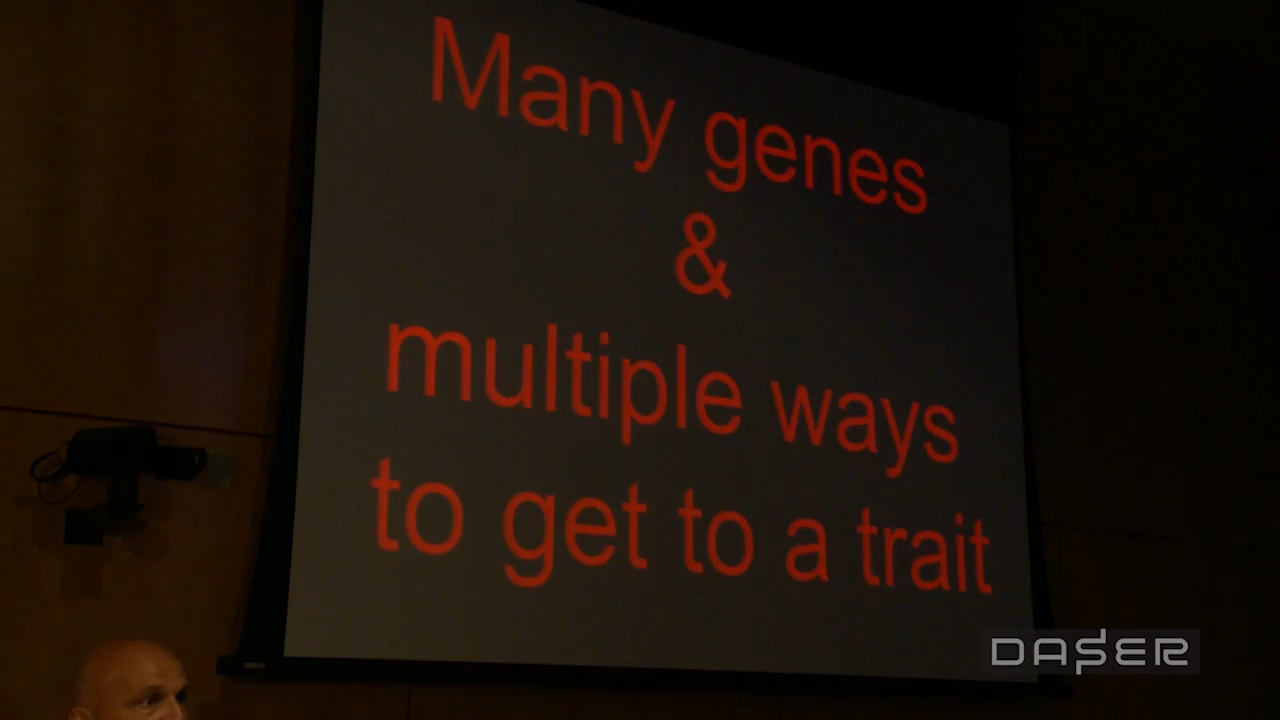 Many genes
&
multiple ways
to get to a trait
DASER